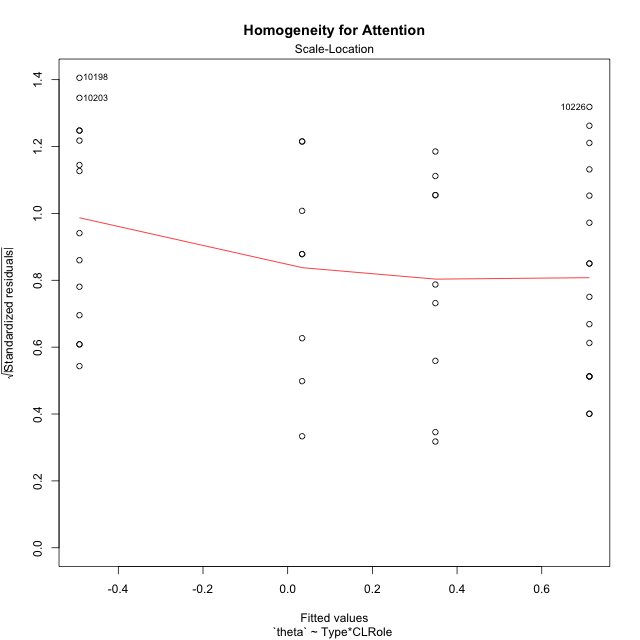 Homogeneity for Attention
Scale-Location
10198
10203
10226
1.4
1.2
1.0
0.8
0.6
0.4
0.2
0.0
√|Standardized residuals|
-0.4 -0.2 0.0 0.2 0.4 0.6
Fitted values
`theta` ~ Type*CLRole